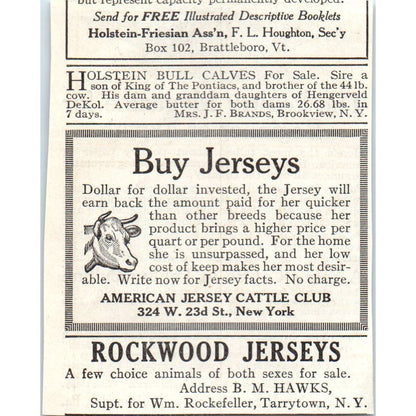 but represent capacity permanently developed.
Send for FREE Illustrated Descriptive Booklets
Holstein-Friesian Ass'n, F. L. Houghton, Sec'y
Box 102, Brattleboro, Vt.
HOLSTEIN BULL CALVES For Sale. Sire a
son of King of The Pontiacs, and brother of the 44 lb.
cow. His dam and granddam daughters of Hengerveld
DeKol. Average butter for both dams 26.68 lbs. in
7 days. MRS. J. F. BRANDS, Brookview, N. Y.
Buy Jerseys
Dollar for dollar invested, the Jersey will
earn back the amount paid for her quicker
than other breeds because her
product brings a higher price per
quart or per pound. For the home
she is unsurpassed, and her low
cost of keep makes her most desir-
able. Write now for Jersey facts. No charge.
AMERICAN JERSEY CATTLE CLUB
324 W. 23d St., New York
ROCKWOOD JERSEYS
A few choice animals of both sexes for sale.
Address B. M. HAWKS,
Supt. for Wm. Rockefeller, Tarrytown, N. Y.